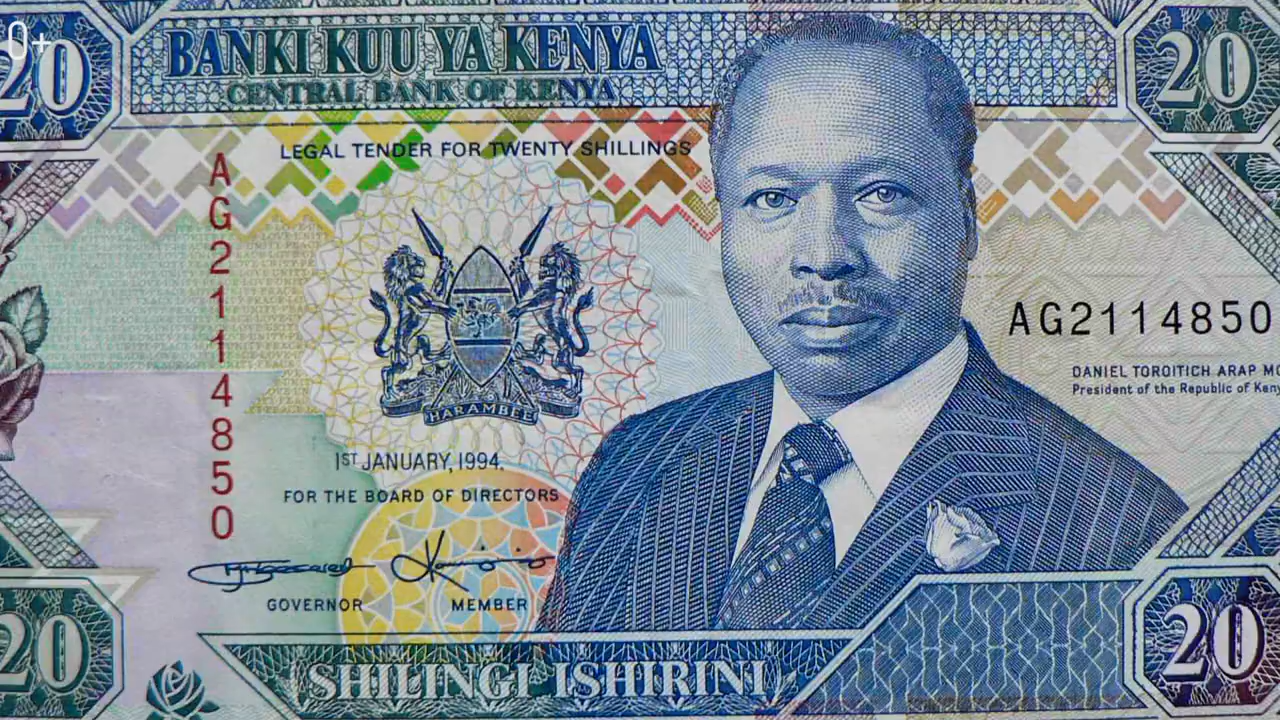 0+
20
20
BANKI KUU YA KENYA
CENTRAL BANK OF KENYA
LEGAL TENDER FOR TWENTY SHILLINGS
AG2114850
AG2114850
DANIEL TOROITICH ARAP MO
President of the Republic of Keny
HARAMBEE
1ST JANUARY, 1994.
FOR THE BOARD OF DIRECTORS
GOVERNOR
MEMBER
20
SHILINGI ISHIRINI
20